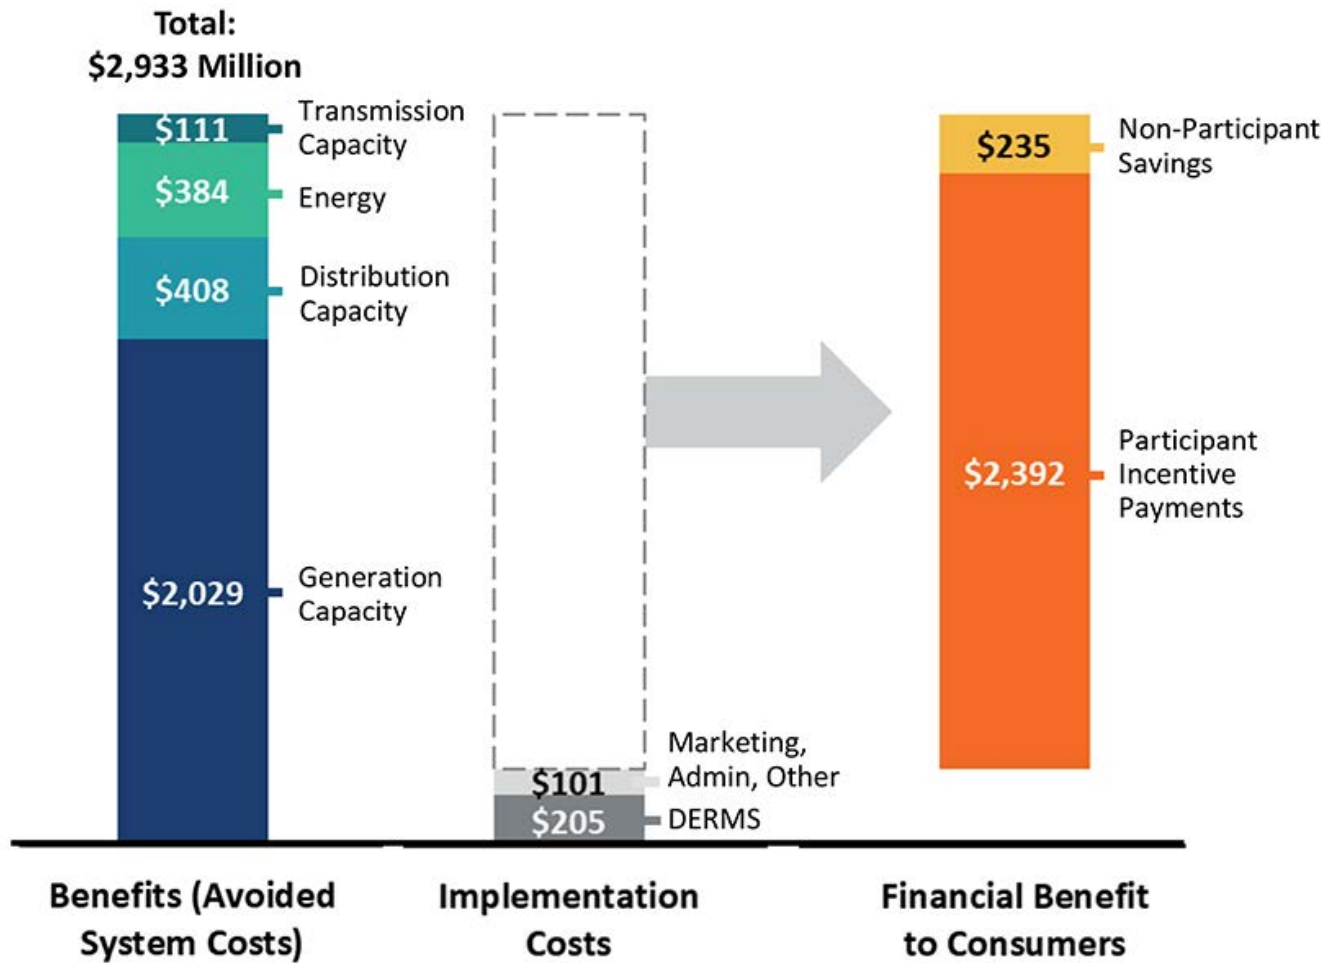 Total:
$2,933 Million
$111
Transmission
Capacity
$384
Energy
$408
Distribution
Capacity
$2,029
Generation
Capacity
$101
Marketing,
Admin, Other
$205
DERMS
$235
Non-Participant
Savings
$2,392
Participant
Incentive
Payments
Benefits (Avoided
System Costs)
Implementation
Costs
Financial Benefit
to Consumers